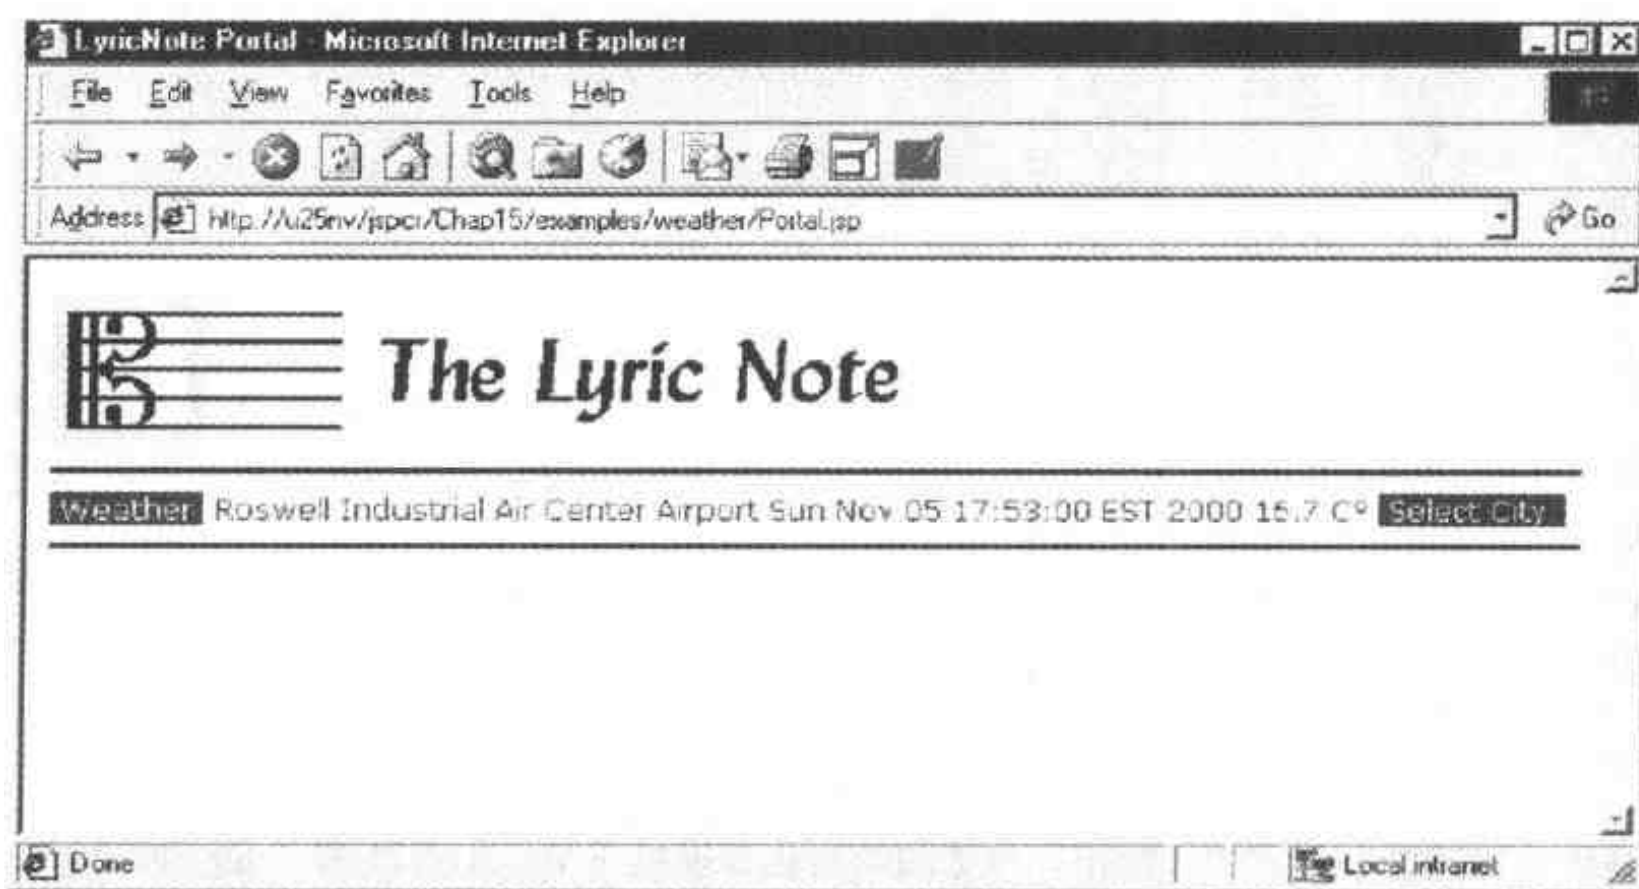 LyricNote Portal - Microsoft Internet Explorer
File Edit View Favorites Tools Help
Address http://u25nv/jspcr/Chap15/examples/weather/Portal.jsp Go
The Lyric Note
Weather Roswell Industrial Air Center Airport Sun Nov 05 17:53:00 EST 2000 16.7 C° Select City
Done Local intranet